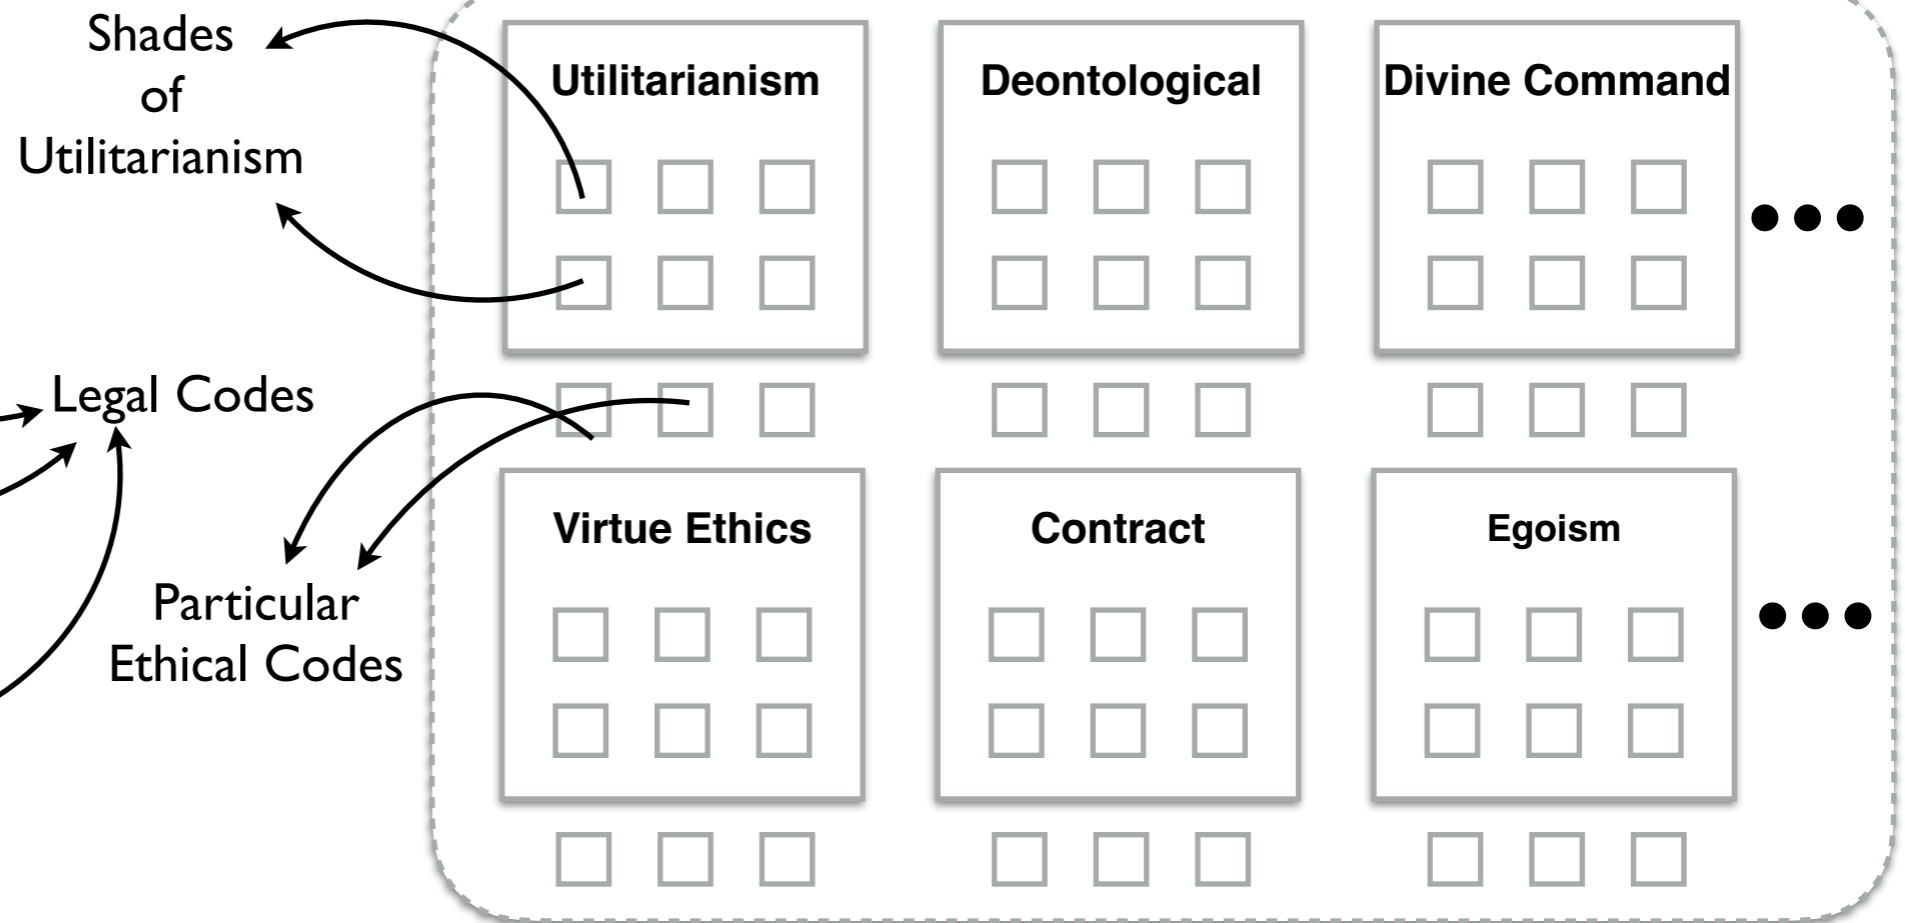 Shades
of
Utilitarianism
Utilitarianism
Deontological
Divine Command
Legal Codes
Particular
Ethical Codes
Virtue Ethics
Contract
Egoism